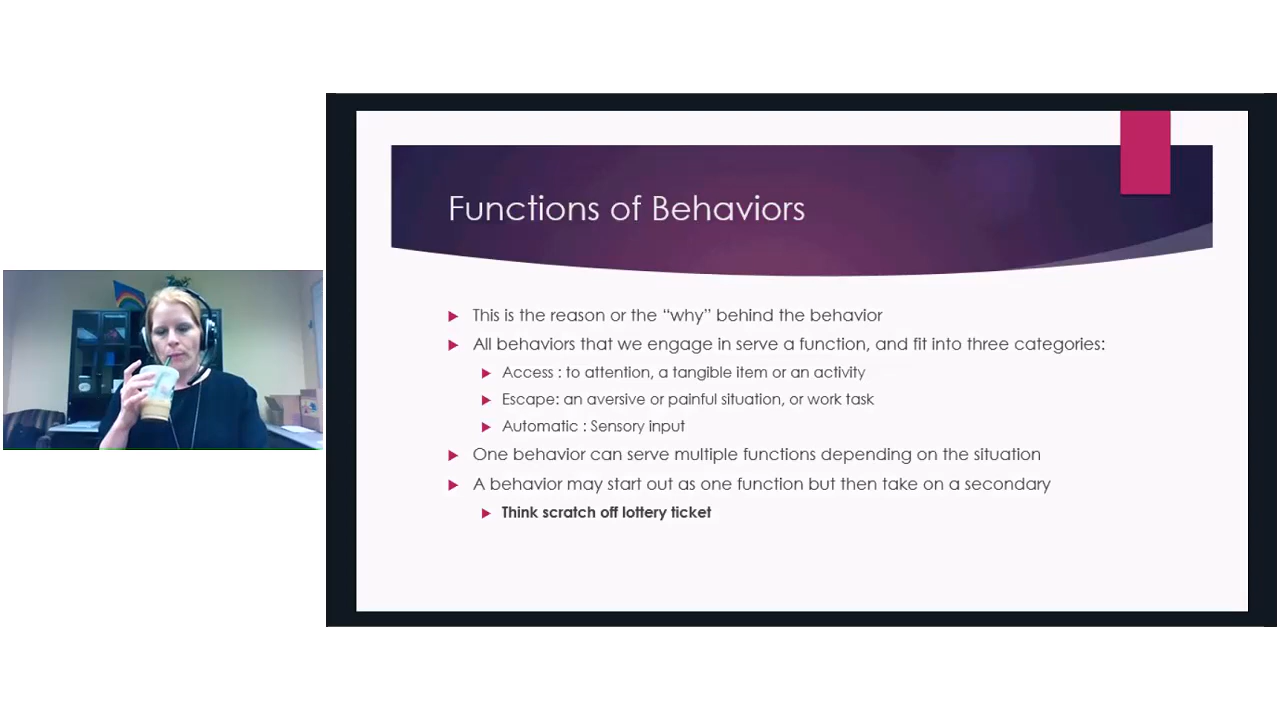 Functions of Behaviors
This is the reason or the “why” behind the behavior
All behaviors that we engage in serve a function, and fit into three categories:
Access : to attention, a tangible item or an activity
Escape: an aversive or painful situation, or work task
Automatic : Sensory input
One behavior can serve multiple functions depending on the situation
A behavior may start out as one function but then take on a secondary
Think scratch off lottery ticket